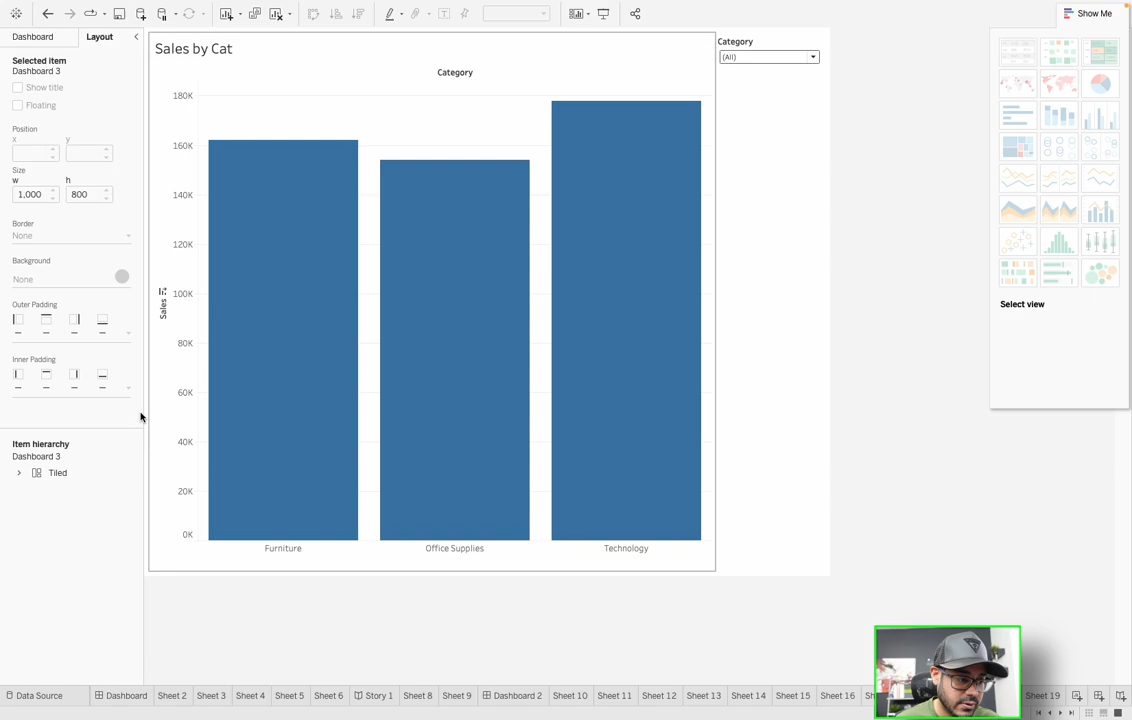 Show Me
Dashboard
Layout
Selected item
Dashboard 3
Show title
Floating
Position
x
y
Size
w
h
1,000
800
Border
None
Background
None
Outer Padding
Inner Padding
Item hierarchy
Dashboard 3
Tiled
Sales by Cat
Category
180K
160K
140K
120K
100K
80K
60K
40K
20K
0K
Sales
Furniture
Office Supplies
Technology
Category
(All)
Select view
Data Source
Dashboard
Sheet 2
Sheet 3
Sheet 4
Sheet 5
Sheet 6
Story 1
Sheet 8
Sheet 9
Dashboard 2
Sheet 10
Sheet 11
Sheet 12
Sheet 13
Sheet 14
Sheet 15
Sheet 16
Sheet 19